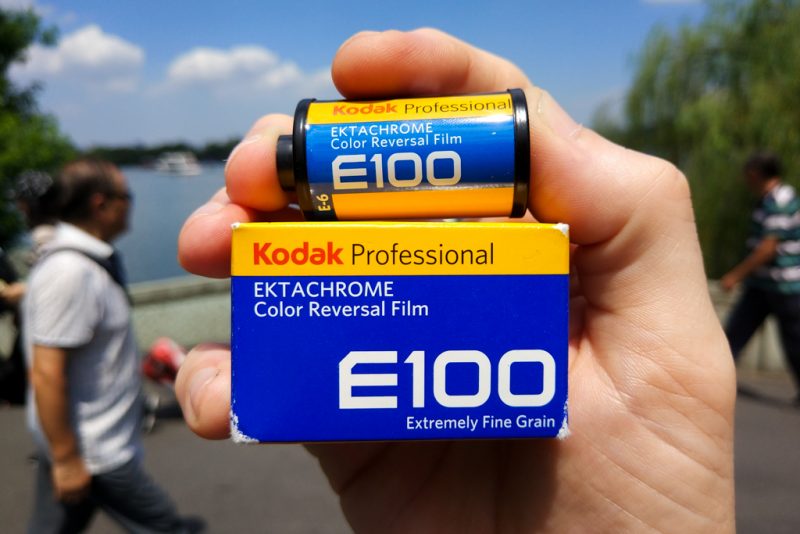 Kodak Professional
EKTACHROME
Color Reversal Film
E100
E-6
Kodak Professional
EKTACHROME
Color Reversal Film
E100
Extremely Fine Grain